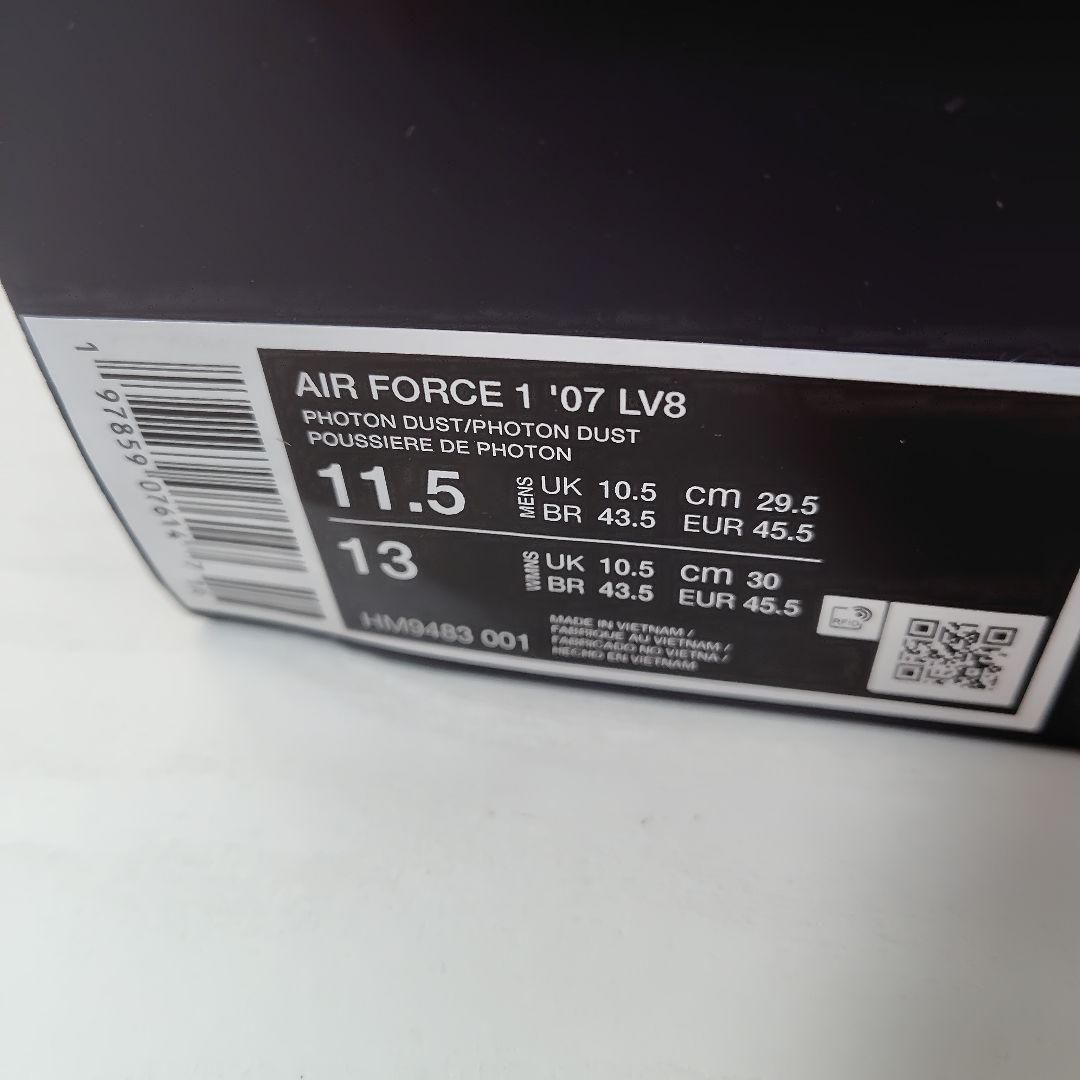 AIR FORCE 1 '07 LV8
PHOTON DUST/PHOTON DUST
POUSSIERE DE PHOTON
11.5 MENS UK 10.5 cm 29.5
BR 43.5 EUR 45.5
13 WMNS UK 10.5 cm 30
BR 43.5 EUR 45.5
HM9483 001
MADE IN VIETNAM /
FABRIQUE AU VIETNAM /
FABRICADO NO VIETNA /
HECHO EN VIETNAM
RFID